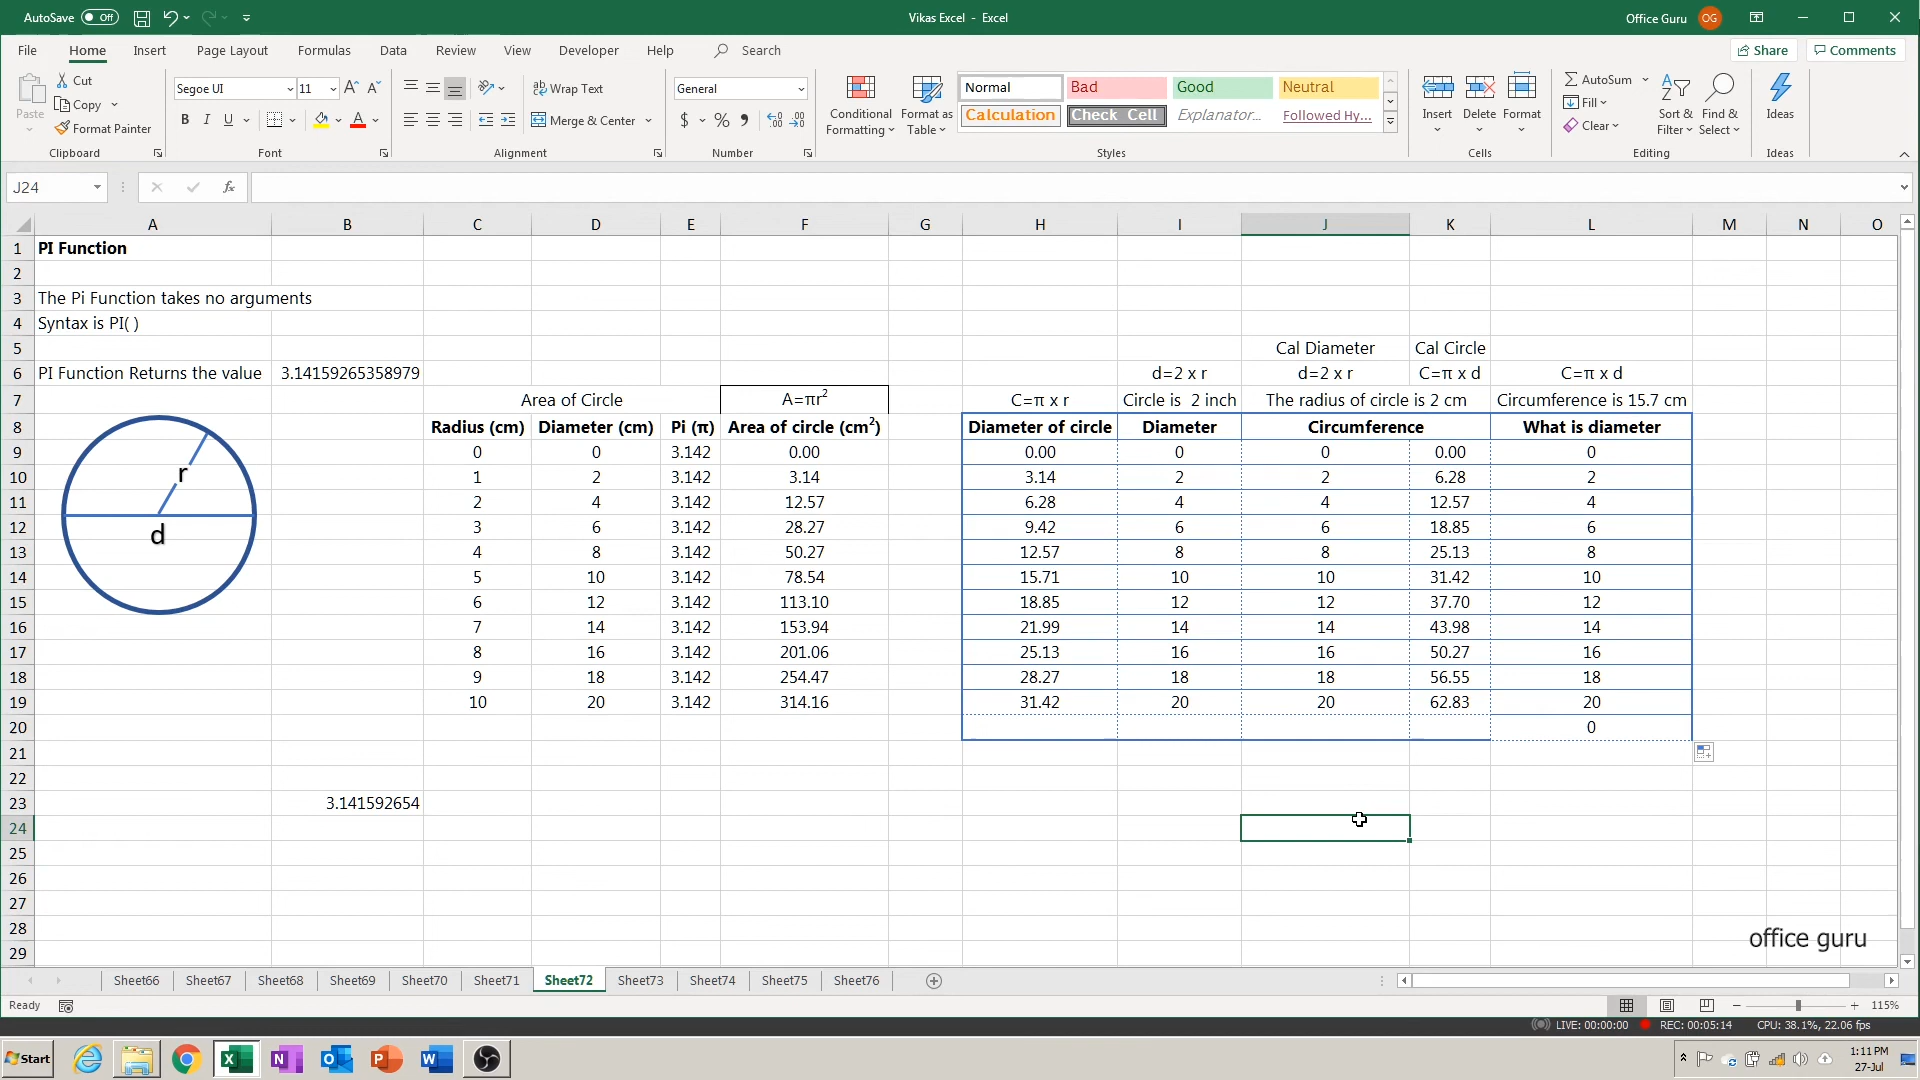 AutoSave Off
Vikas Excel - Excel
Office Guru OG
File Home Insert Page Layout Formulas Data Review View Developer Help Search
Share Comments
Paste
Cut
Copy
Format Painter
Clipboard
Segoe UI 11
B I U
Font
Wrap Text
Merge & Center
Alignment
General
$ % ,
Number
Conditional Formatting
Format as Table
Normal Bad Good Neutral
Calculation Check Cell Explanator... Followed Hy...
Styles
Insert Delete Format
Cells
AutoSum
Fill
Clear
Sort & Filter
Find & Select
Editing
Ideas
Ideas
J24 fx
A B C D E F G H I J K L M N O
1 PI Function
2
3 The Pi Function takes no arguments
4 Syntax is PI( )
5 Cal Diameter Cal Circle
6 PI Function Returns the value 3.14159265358979 d=2 x r d=2 x r C=π x d C=π x d
7 Area of Circle A=πr² C=π x r Circle is 2 inch The radius of circle is 2 cm Circumference is 15.7 cm
8 Radius (cm) Diameter (cm) Pi (π) Area of circle (cm²) Diameter of circle Diameter Circumference What is diameter
9 0 0 3.142 0.00 0.00 0 0 0.00 0
10 1 2 3.142 3.14 3.14 2 2 6.28 2
11 2 4 3.142 12.57 6.28 4 4 12.57 4
12 3 6 3.142 28.27 9.42 6 6 18.85 6
13 4 8 3.142 50.27 12.57 8 8 25.13 8
14 5 10 3.142 78.54 15.71 10 10 31.42 10
15 6 12 3.142 113.10 18.85 12 12 37.70 12
16 7 14 3.142 153.94 21.99 14 14 43.98 14
17 8 16 3.142 201.06 25.13 16 16 50.27 16
18 9 18 3.142 254.47 28.27 18 18 56.55 18
19 10 20 3.142 314.16 31.42 20 20 62.83 20
r
d
20 0
21
22
23 3.141592654
24
25
26
27
28
29
office guru
Sheet66 Sheet67 Sheet68 Sheet69 Sheet70 Sheet71 Sheet72 Sheet73 Sheet74 Sheet75 Sheet76
Ready
115%
LIVE: 00:00:00 REC: 00:05:14 CPU: 38.1%, 22.06 fps
Start
1:11 PM
27-Jul